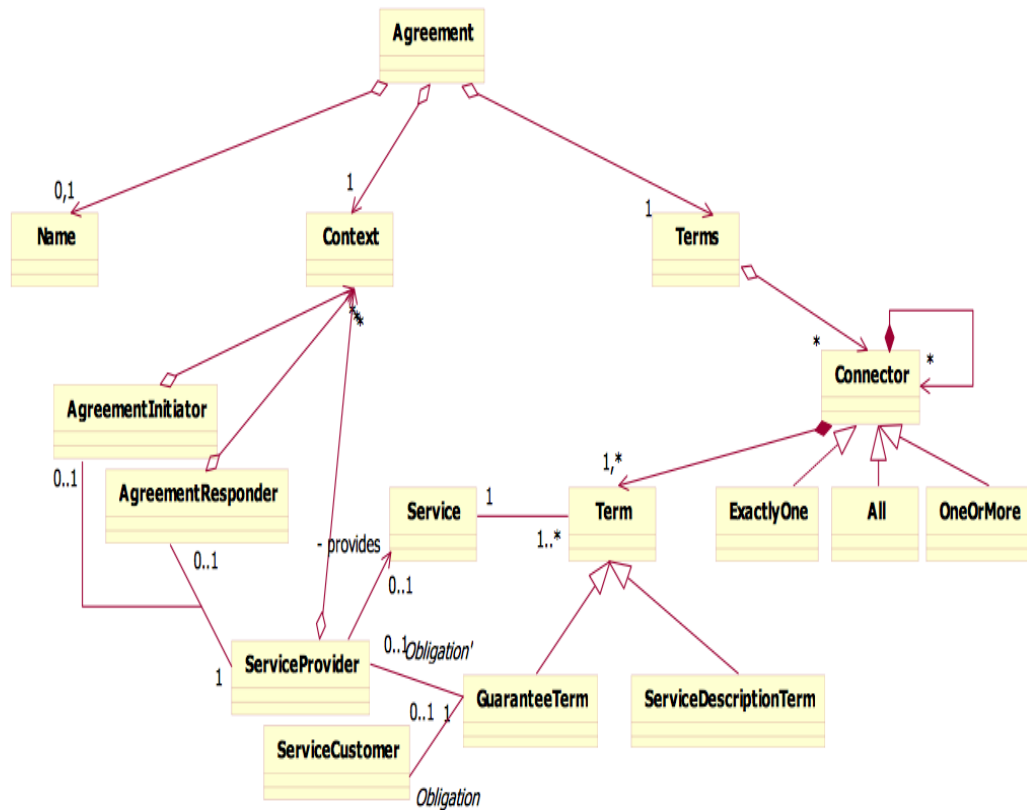 Agreement
0,1
1
1
Name
Context
Terms
***
*
*
Connector
AgreementInitiator
0..1
1,*
AgreementResponder
Service
1
Term
ExactlyOne
All
OneOrMore
1..*
- provides
0..1
0..1
0..1
Obligation'
ServiceProvider
1
GuaranteeTerm
ServiceDescriptionTerm
0..1
1
ServiceCustomer
Obligation